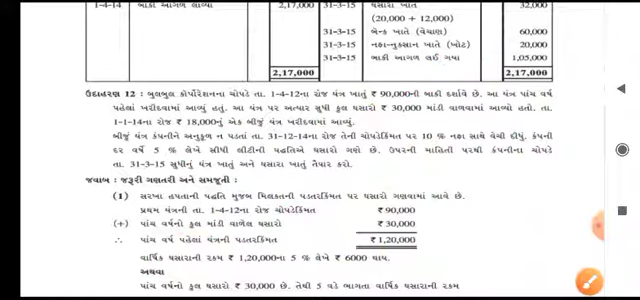 1-4-14 બાકી આગળ લાવ્યા 2,17,000 31-3-15 ઘસારા ખાતે 32,000
(20,000 + 12,000)
31-3-15 બેન્ક ખાતે (વેચાણ) 60,000
31-3-15 નફા-નુકસાન ખાતે (ખોટ) 20,000
31-3-15 બાકી આગળ લઈ ગયા 1,05,000
2,17,000 2,17,000
ઉદાહરણ 12 : બુલબુલ કૉર્પોરેશનના ચોપડે તા. 1-4-12ના રોજ યંત્ર ખાતું ₹ 90,000ની બાકી દર્શાવે છે. આ યંત્ર પાંચ વર્ષ
પહેલાં ખરીદવામાં આવ્યું હતું. આ યંત્ર પર અત્યાર સુધી કુલ ઘસારો ₹ 30,000 માંડી વાળવામાં આવ્યો હતો. તા.
1-1-14ના રોજ ₹ 18,000નું એક બીજું યંત્ર ખરીદવામાં આવ્યું.
બીજું યંત્ર કંપનીને અનુકૂળ ન પડતાં તા. 31-12-14ના રોજ તેની ચોપડેકિંમત પર 10 % નફા સાથે વેચી દીધું. કંપની
દર વર્ષે 5 % લેખે સીધી લીટીની પદ્ધતિએ ઘસારો ગણે છે. ઉપરની માહિતી પરથી કંપનીના ચોપડે
તા. 31-3-15 સુધીનું યંત્ર ખાતું અને ઘસારા ખાતું તૈયાર કરો.
જવાબ : જરૂરી ગણતરી અને સમજૂતી :
(1) સરખા હપતાની પદ્ધતિ મુજબ મિલકતની પડતરકિંમત પર ઘસારો ગણવામાં આવે છે.
પ્રથમ યંત્રની તા. 1-4-12ના રોજ ચોપડેકિંમત ₹ 90,000
(+) પાંચ વર્ષનો કુલ માંડી વાળેલ ઘસારો ₹ 30,000
∴ પાંચ વર્ષ પહેલાં યંત્રની પડતરકિંમત ₹ 1,20,000
વાર્ષિક ઘસારાની રકમ ₹ 1,20,000ના 5 % લેખે ₹ 6000 થાય.
અથવા
પાંચ વર્ષનો કુલ ઘસારો ₹ 30,000 છે. તેથી 5 વડે ભાગતા વાર્ષિક ઘસારાની રકમ